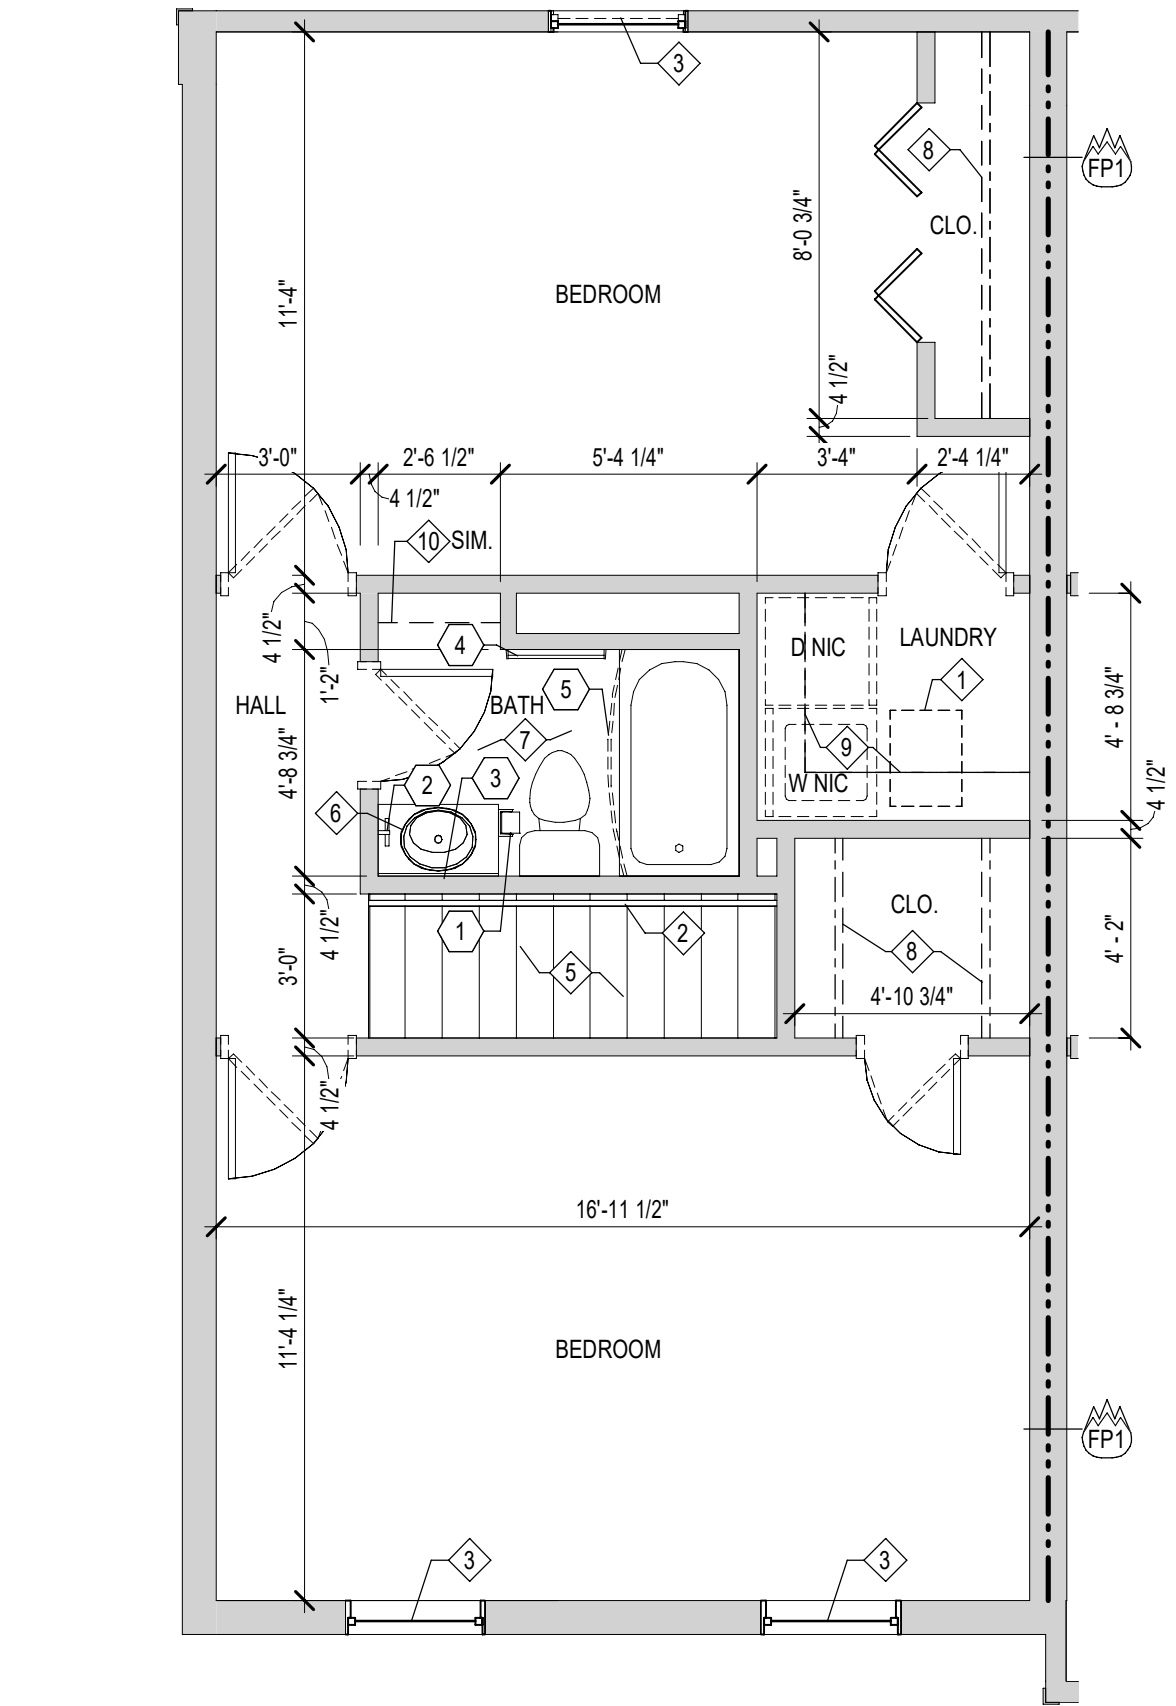 3
8
FP1
CLO.
8'-0 3/4"
11'-4"
BEDROOM
4 1/2"
3'-0"
2'-6 1/2"
5'-4 1/4"
3'-4"
2'-4 1/4"
4 1/2"
10 SIM.
4 1/2"
1'-2"
4
D NIC
LAUNDRY
5
1
HALL
BATH
7
9
4'-8 3/4"
4' - 8 3/4"
2
3
W NIC
4 1/2"
6
CLO.
1
2
4 1/2"
8
4' - 2"
3'-0"
5
4'-10 3/4"
4 1/2"
16'-11 1/2"
11'-4 1/4"
BEDROOM
FP1
3
3